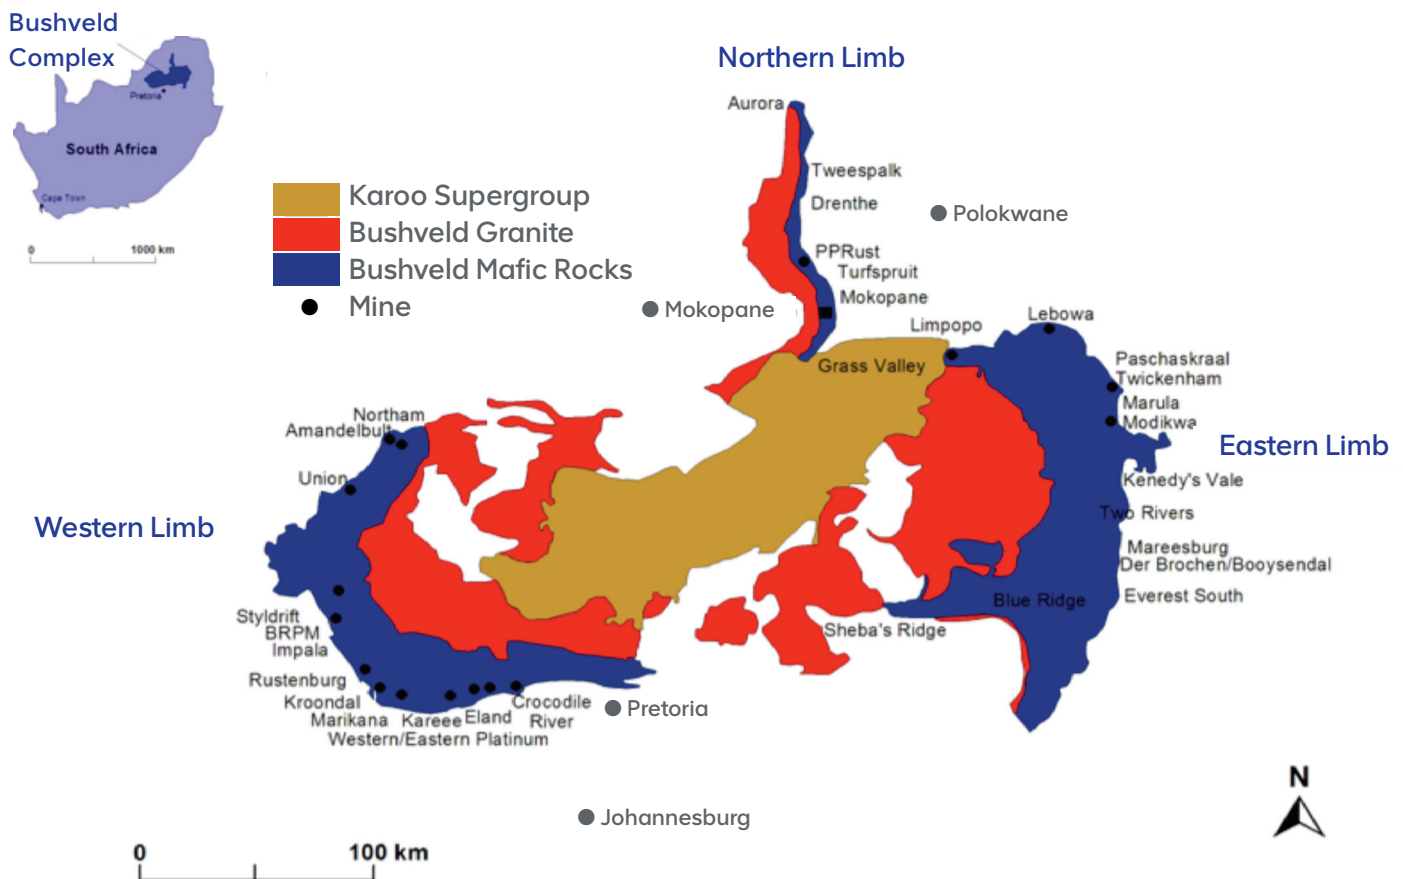 Bushveld
Complex
Pretoria
South Africa
Cape Town
0 1000 km
Karoo Supergroup
Bushveld Granite
Bushveld Mafic Rocks
Mine
Northern Limb
Aurora
Tweespalk
Drenthe
Polokwane
PPRust
Turfspruit
Mokopane
Mokopane
Limpopo
Lebowa
Grass Valley
Paschaskraal
Twickenham
Marula
Modikwa
Eastern Limb
Kenedy's Vale
Two Rivers
Mareesburg
Der Brochen/Booysendal
Everest South
Blue Ridge
Sheba's Ridge
Northam
Amandelbult
Union
Western Limb
Styldrift
BRPM
Impala
Rustenburg
Kroondal
Marikana
Kareee
Eland
Crocodile
River
Western/Eastern Platinum
Pretoria
Johannesburg
0 100 km
N